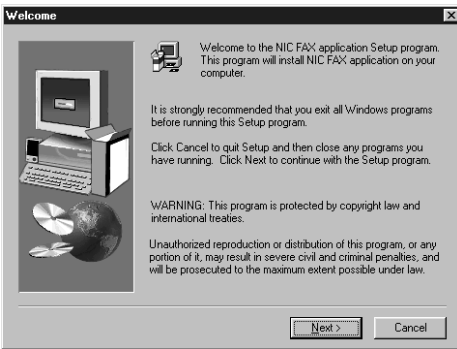 Welcome
Welcome to the NIC FAX application Setup program.
This program will install NIC FAX application on your
computer.
It is strongly recommended that you exit all Windows programs
before running this Setup program.
Click Cancel to quit Setup and then close any programs you
have running. Click Next to continue with the Setup program.
WARNING: This program is protected by copyright law and
international treaties.
Unauthorized reproduction or distribution of this program, or any
portion of it, may result in severe civil and criminal penalties, and
will be prosecuted to the maximum extent possible under law.
Next >
Cancel